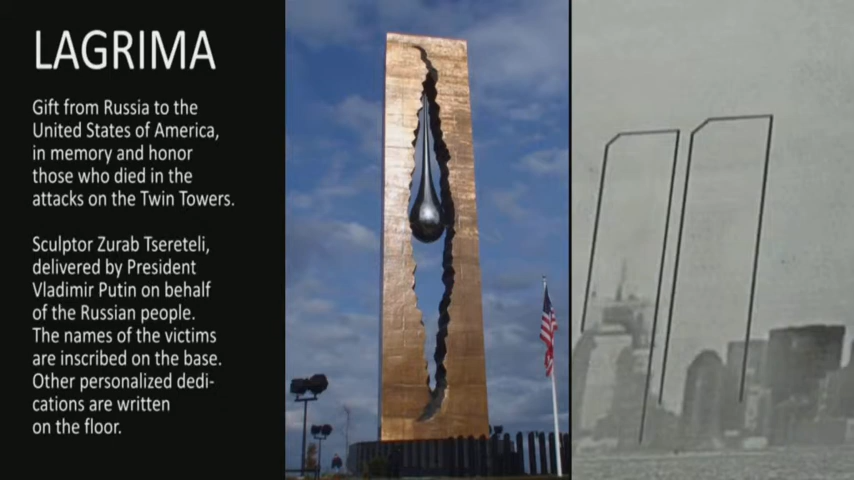 LAGRIMA
Gift from Russia to the
United States of America,
in memory and honor
those who died in the
attacks on the Twin Towers.
Sculptor Zurab Tsereteli,
delivered by President
Vladimir Putin on behalf
of the Russian people.
The names of the victims
are inscribed on the base.
Other personalized dedi-
cations are written
on the floor.